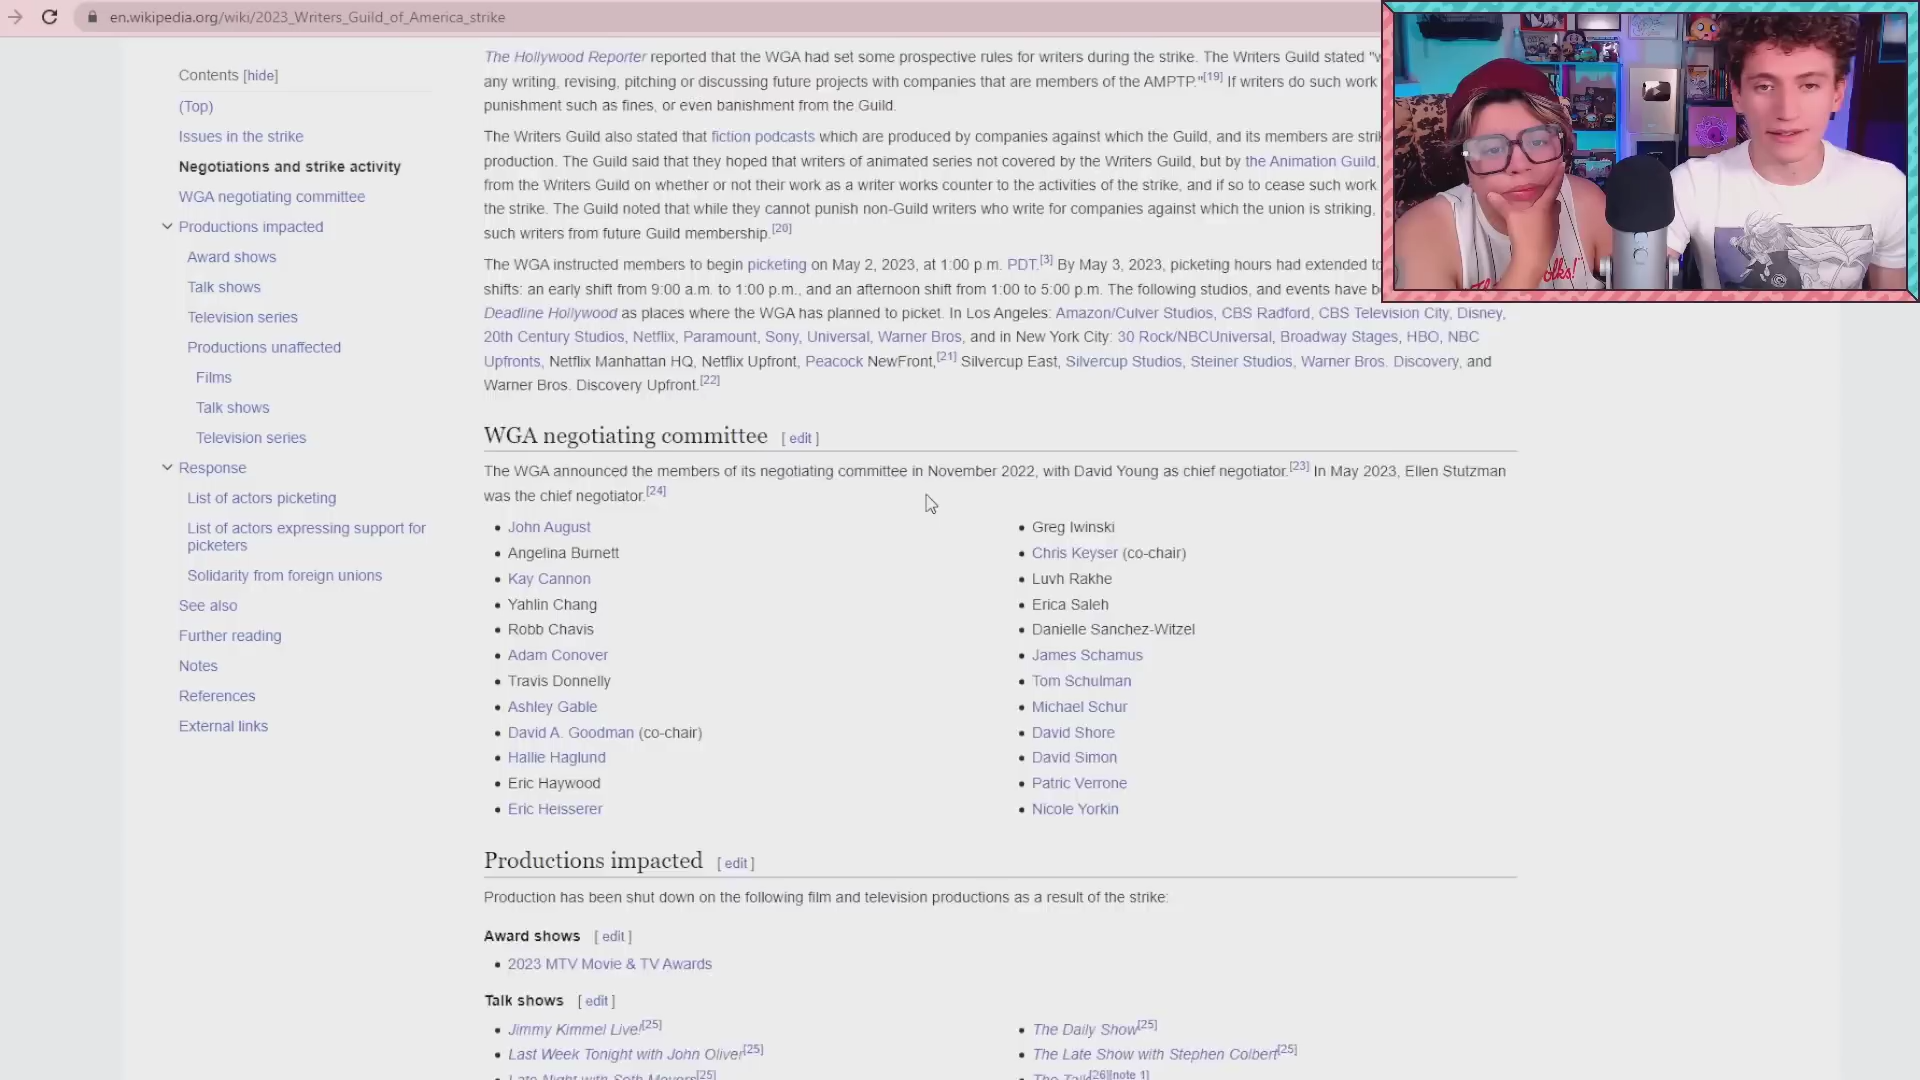 en.wikipedia.org/wiki/2023_Writers_Guild_of_America_strike
Contents [hide]
(Top)
Issues in the strike
Negotiations and strike activity
WGA negotiating committee
Productions impacted
Award shows
Talk shows
Television series
Productions unaffected
Films
Talk shows
Television series
Response
List of actors picketing
List of actors expressing support for
picketers
Solidarity from foreign unions
See also
Further reading
Notes
References
External links
The Hollywood Reporter reported that the WGA had set some prospective rules for writers during the strike. The Writers Guild stated
any writing, revising, pitching or discussing future projects with companies that are members of the AMPTP."[19] If writers do such work
punishment such as fines, or even banishment from the Guild.
The Writers Guild also stated that fiction podcasts which are produced by companies against which the Guild, and its members are
production. The Guild said that they hoped that writers of animated series not covered by the Writers Guild, but by the Animation Guild,
from the Writers Guild on whether or not their work as a writer works counter to the activities of the strike, and if so to cease such work
the strike. The Guild noted that while they cannot punish non-Guild writers who write for companies against which the union is striking,
such writers from future Guild membership.[20]
The WGA instructed members to begin picketing on May 2, 2023, at 1:00 p.m. PDT.[3] By May 3, 2023, picketing hours had extended
shifts: an early shift from 9:00 a.m. to 1:00 p.m., and an afternoon shift from 1:00 to 5:00 p.m. The following studios, and events have
Deadline Hollywood as places where the WGA has planned to picket. In Los Angeles: Amazon/Culver Studios, CBS Radford, CBS Television City, Disney,
20th Century Studios, Netflix, Paramount, Sony, Universal, Warner Bros, and in New York City: 30 Rock/NBCUniversal, Broadway Stages, HBO, NBC
Upfronts, Netflix Manhattan HQ, Netflix Upfront, Peacock NewFront,[21] Silvercup East, Silvercup Studios, Steiner Studios, Warner Bros. Discovery, and
Warner Bros. Discovery Upfront.[22]
WGA negotiating committee [ edit ]
The WGA announced the members of its negotiating committee in November 2022, with David Young as chief negotiator.[23] In May 2023, Ellen Stutzman
was the chief negotiator.[24]
John August
Angelina Burnett
Kay Cannon
Yahlin Chang
Robb Chavis
Adam Conover
Travis Donnelly
Ashley Gable
David A. Goodman (co-chair)
Hallie Haglund
Eric Haywood
Eric Heisserer
Greg Iwinski
Chris Keyser (co-chair)
Luvh Rakhe
Erica Saleh
Danielle Sanchez-Witzel
James Schamus
Tom Schulman
Michael Schur
David Shore
David Simon
Patric Verrone
Nicole Yorkin
Productions impacted [ edit ]
Production has been shut down on the following film and television productions as a result of the strike:
Award shows [ edit ]
2023 MTV Movie & TV Awards
Talk shows [ edit ]
Jimmy Kimmel Live![25]
Last Week Tonight with John Oliver[25]
Late Night with Seth Meyers[25]
The Daily Show[25]
The Late Show with Stephen Colbert[25]
The Talk[26][note 1]